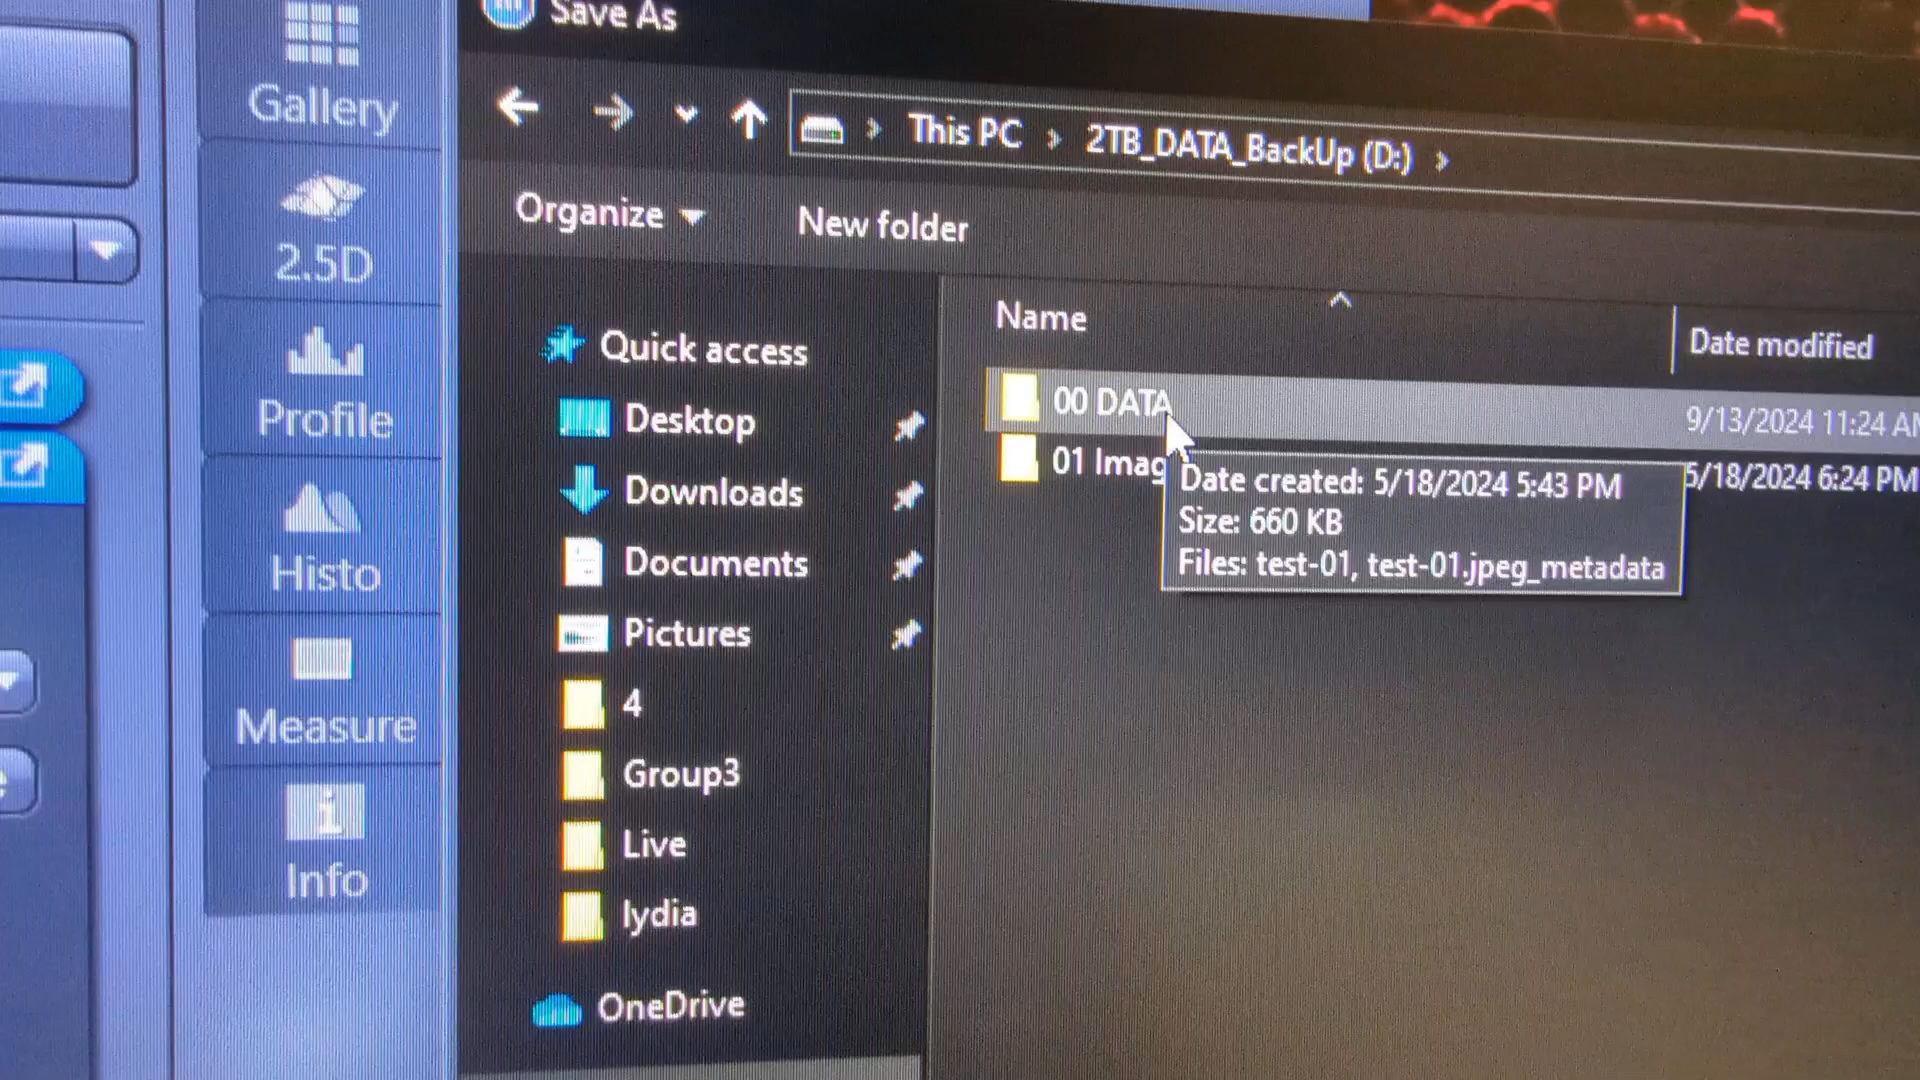 Save As
Gallery
This PC
2TB_DATA_BackUp (D:)
Organize
New folder
2.5D
Name
Date modified
Quick access
Profile
00 DATA
9/13/2024 11:24 AM
Desktop
01 Imag
5/18/2024 6:24 PM
Date created: 5/18/2024 5:43 PM
Size: 660 KB
Files: test-01, test-01.jpeg_metadata
Downloads
Histo
Documents
Pictures
4
Measure
Group3
Live
Info
lydia
OneDrive